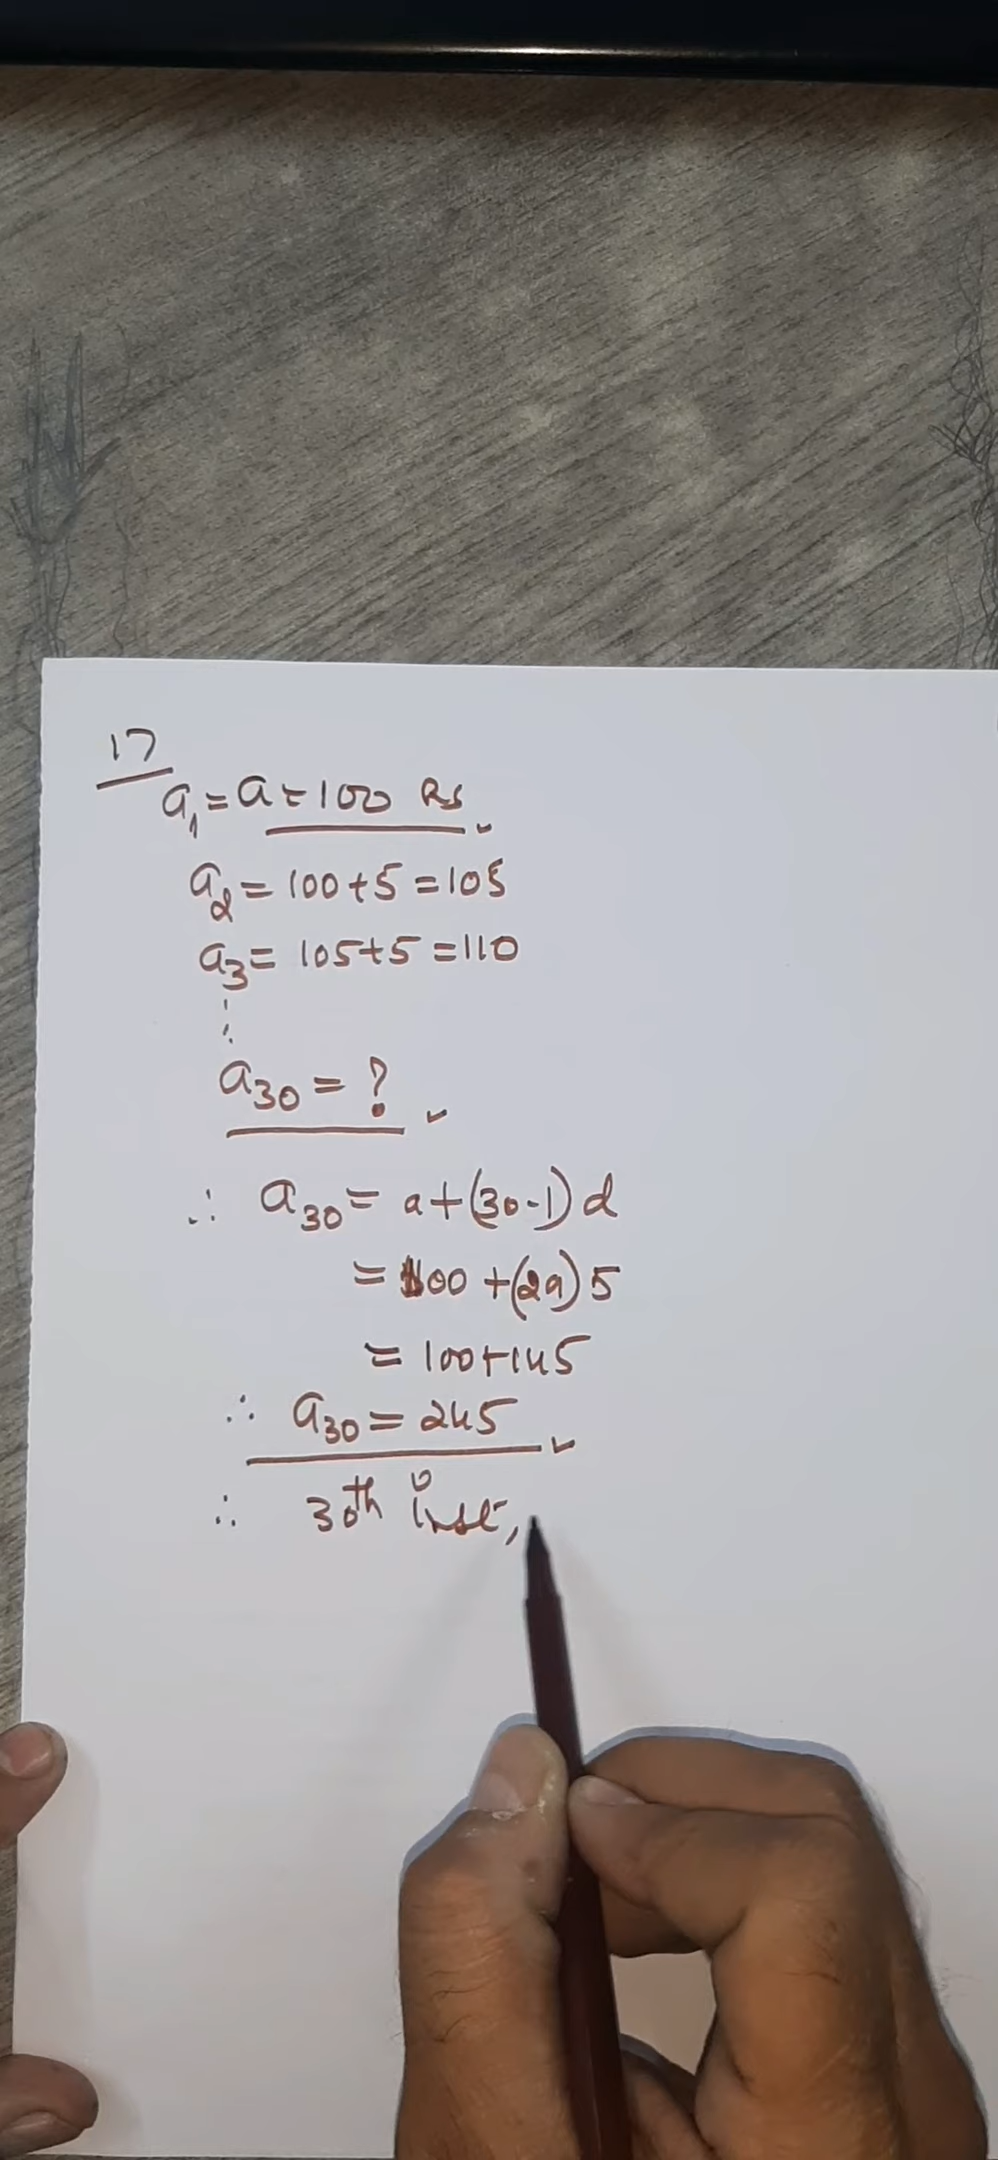 17
a₁ = a = 100 Rs.
a₂ = 100 + 5 = 105
a₃ = 105 + 5 = 110
⋮
a₃₀ = ?
∴ a₃₀ = a + (30 - 1) d
= 100 + (29) 5
= 100 + 145
∴ a₃₀ = 245
∴ 30th inst,